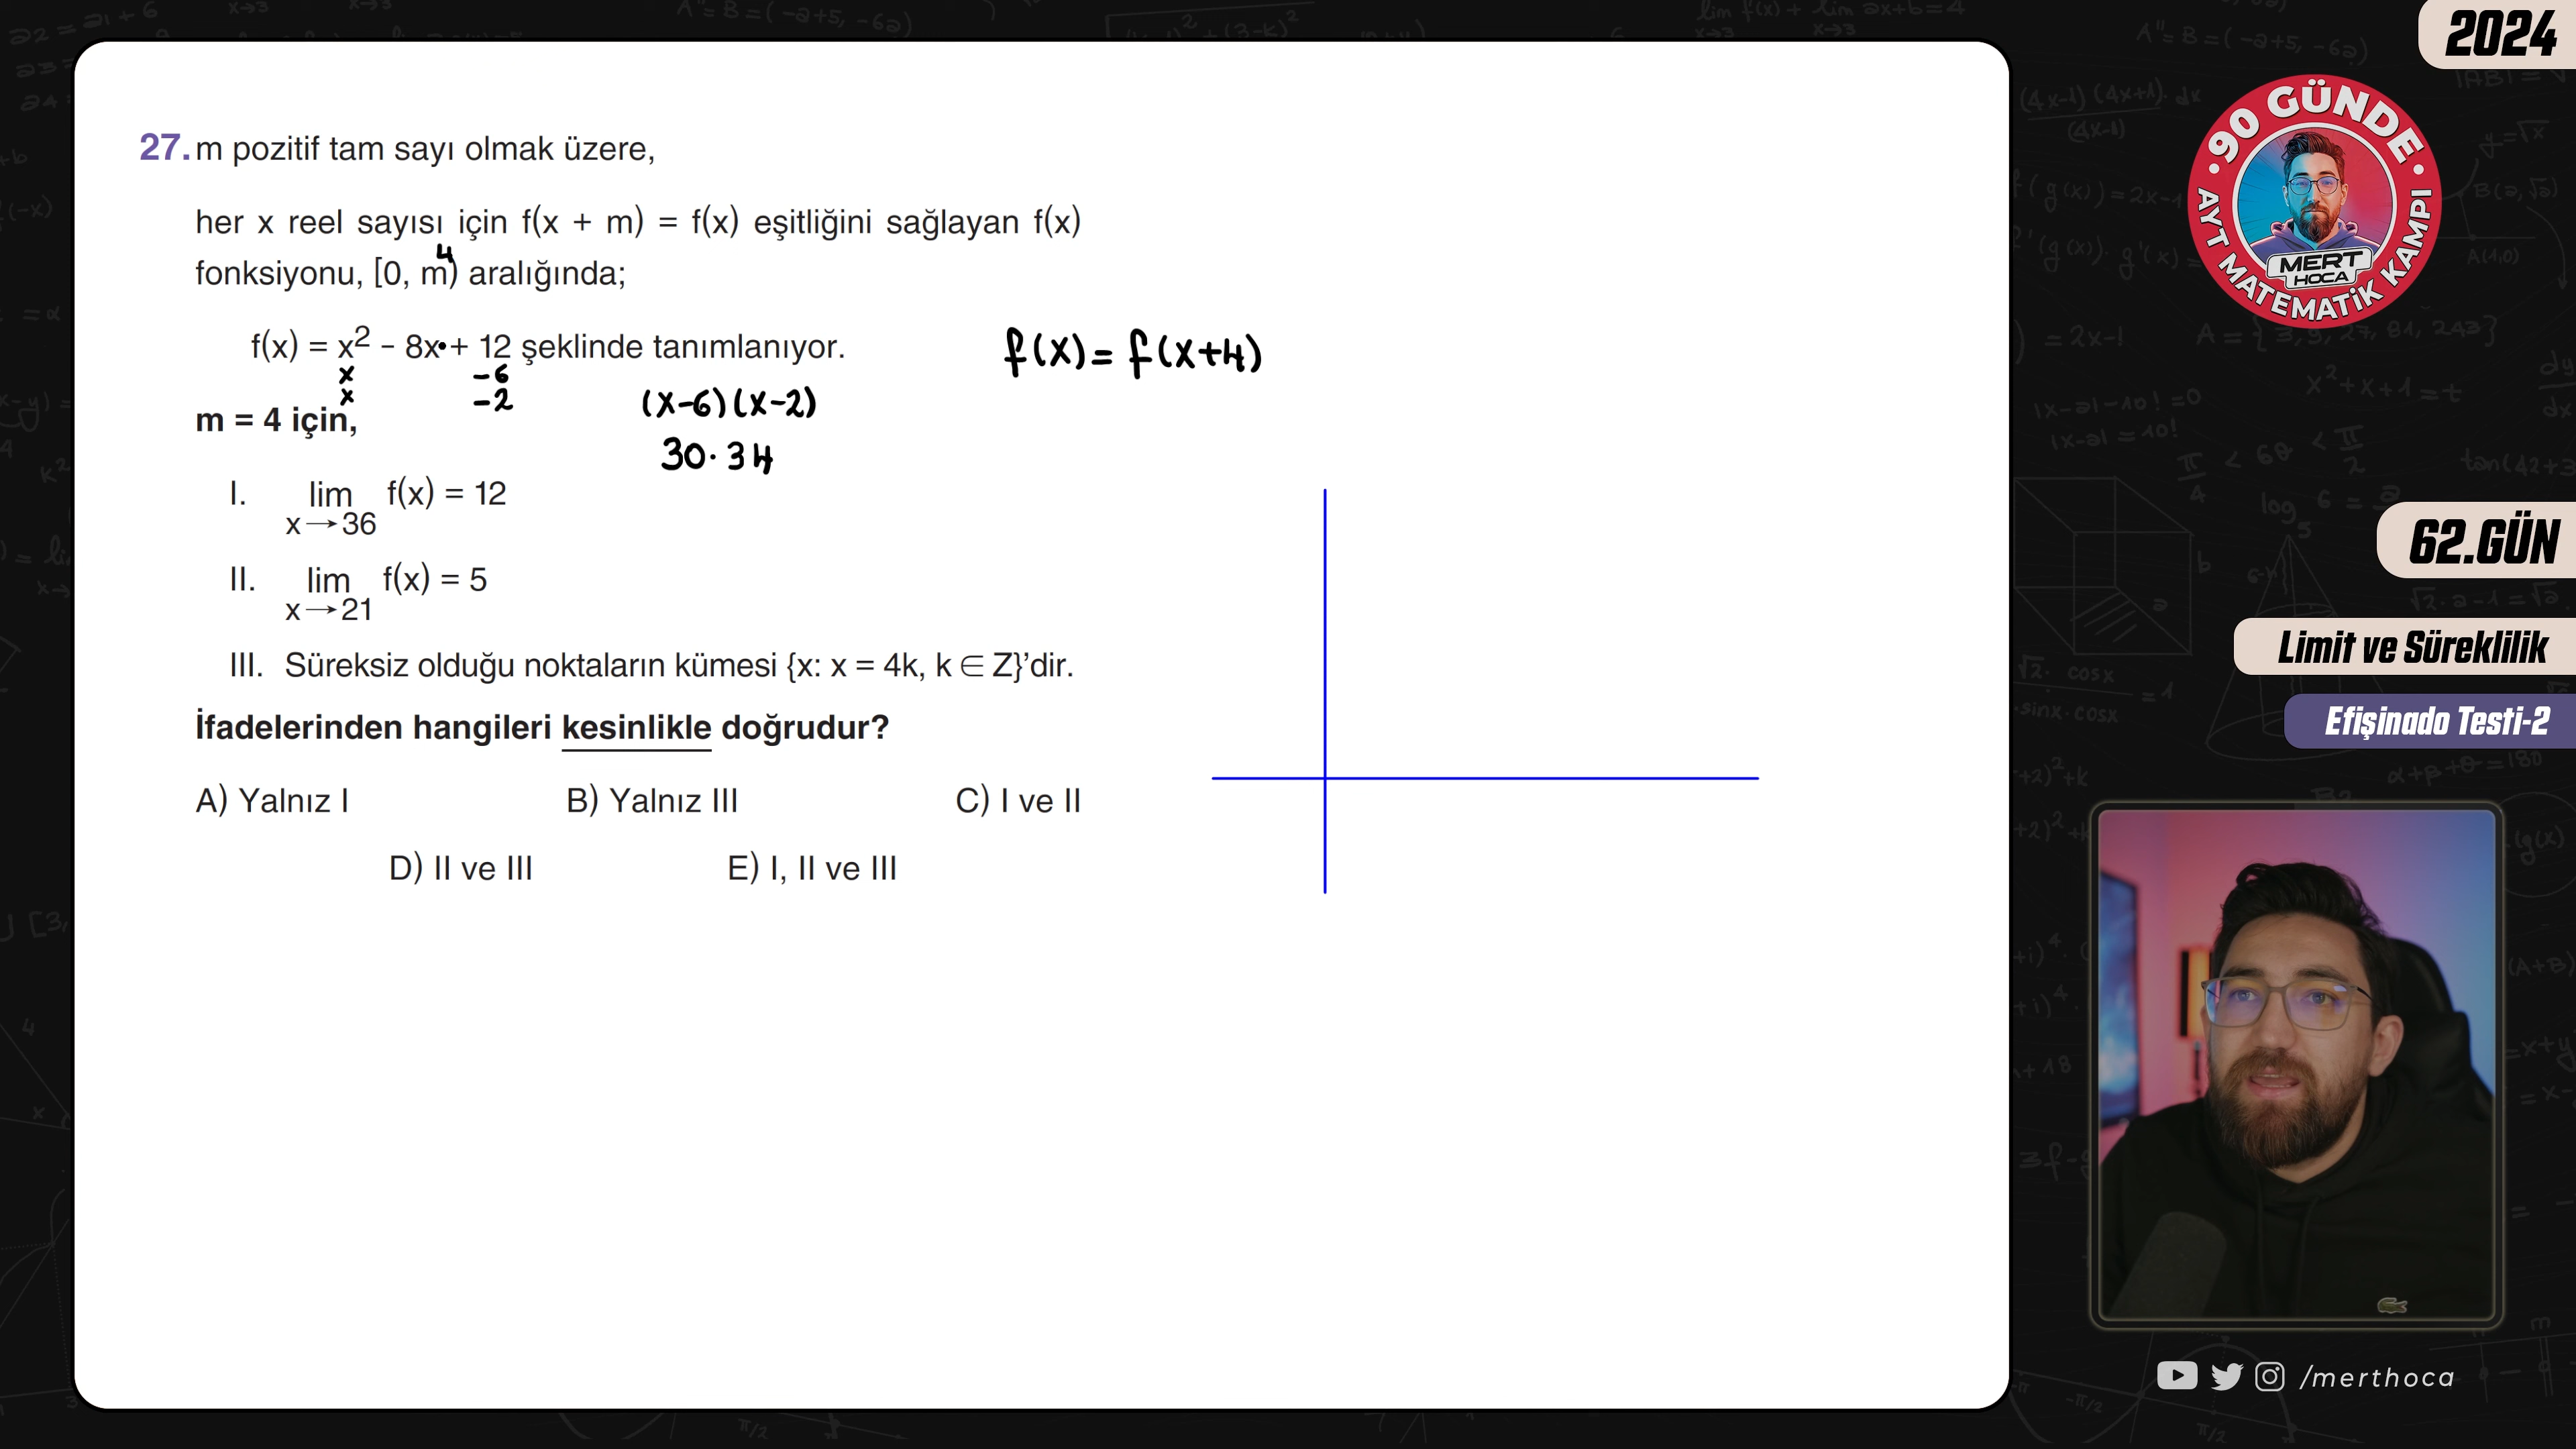 2024
90 GÜNDE
AYT MATEMATİK KAMPI
MERT
HOCA
27. m pozitif tam sayı olmak üzere,
her x reel sayısı için f(x + m) = f(x) eşitliğini sağlayan f(x)
4
fonksiyonu, [0, m) aralığında;
f(x) = x² - 8x + 12 şeklinde tanımlanıyor.
f(x) = f(x+4)
x -6
x -2
(x-6)(x-2)
m = 4 için,
30·34
I. lim f(x) = 12
x→36
II. lim f(x) = 5
x→21
III. Süreksiz olduğu noktaların kümesi {x: x = 4k, k ∈ Z}'dir.
İfadelerinden hangileri kesinlikle doğrudur?
A) Yalnız I B) Yalnız III C) I ve II
D) II ve III E) I, II ve III
62.GÜN
Limit ve Süreklilik
Efişinado Testi-2
/merthoca